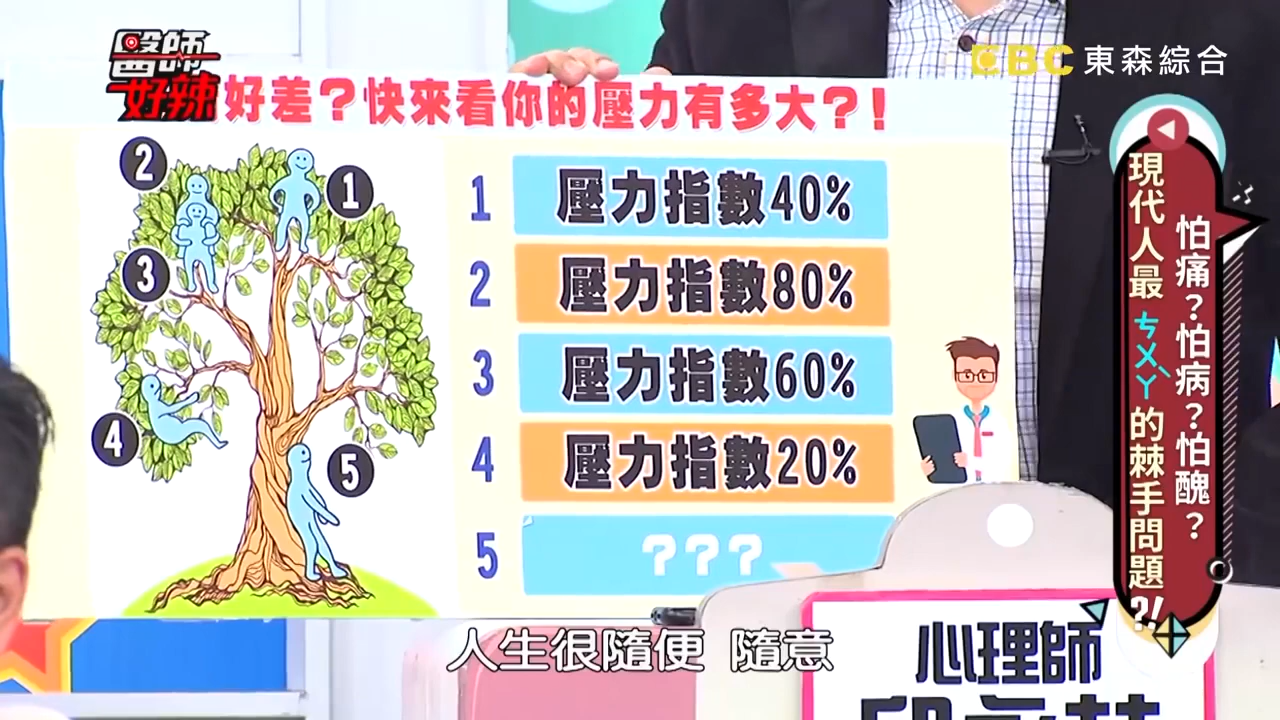 醫師
好辣
EBC 東森綜合
好差？快來看你的壓力有多大？！
2
1
3
4
5
1 壓力指數40%
2 壓力指數80%
3 壓力指數60%
4 壓力指數20%
5 ???
怕痛？怕病？怕醜？
現代人最ㄘㄨㄚˋ的棘手問題?!
人生很隨便 隨意
心理師